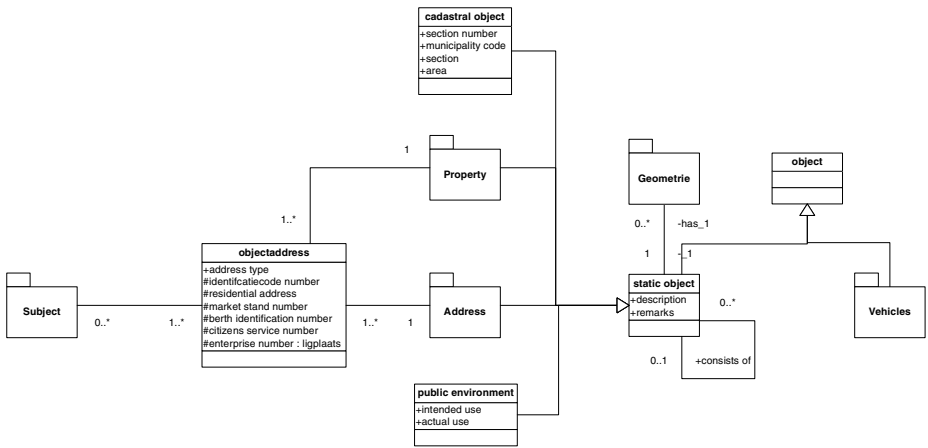 cadastral object
+section number
+municipality code
+section
+area
1
Property
Geometrie
object
1..*
0..*
-has_1
objectaddress
1
-_1
+address type
#identifcatiecode number
#residential address
#market stand number
#berth identification number
#citizens service number
#enterprise number : ligplaats
static object
+description
+remarks
0..*
Subject
0..*
1..*
1..*
1
Address
Vehicles
0..1
+consists of
public environment
+intended use
+actual use